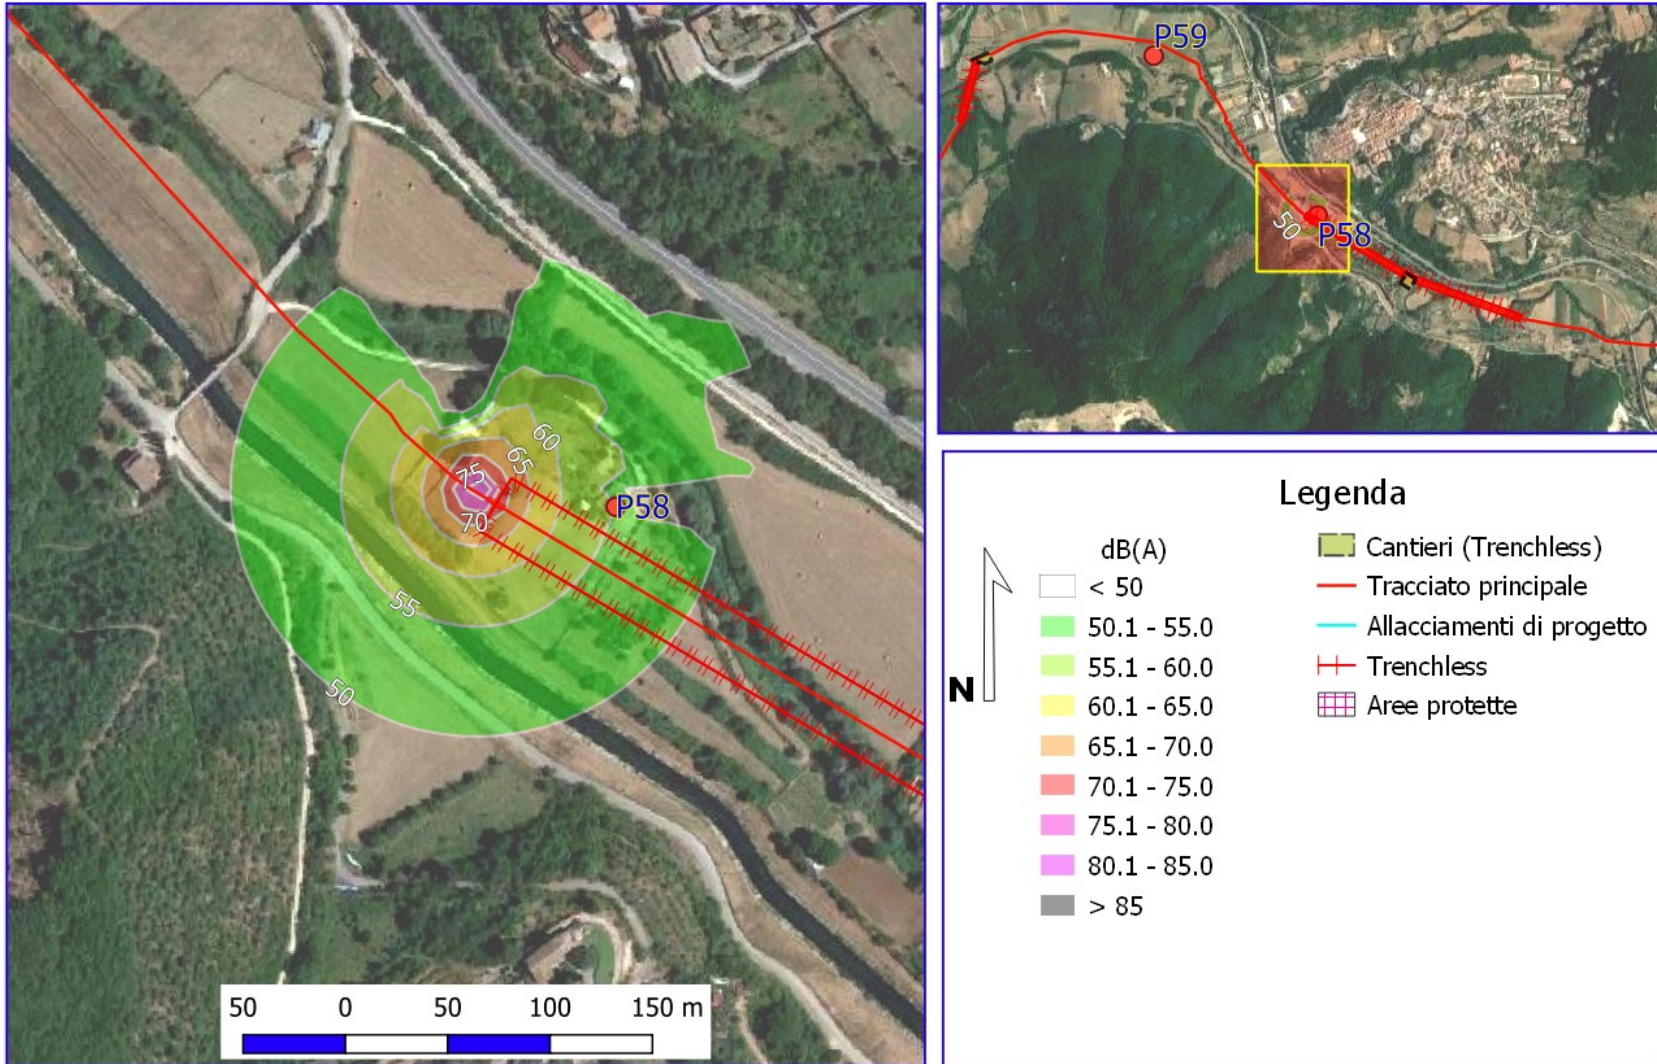 60
65
75
70
P58
55
50
50 0 50 100 150 m
P59
50
P58
Legenda
dB(A)
< 50
50.1 - 55.0
55.1 - 60.0
60.1 - 65.0
65.1 - 70.0
70.1 - 75.0
75.1 - 80.0
80.1 - 85.0
> 85
Cantieri (Trenchless)
Tracciato principale
Allacciamenti di progetto
Trenchless
Aree protette
N